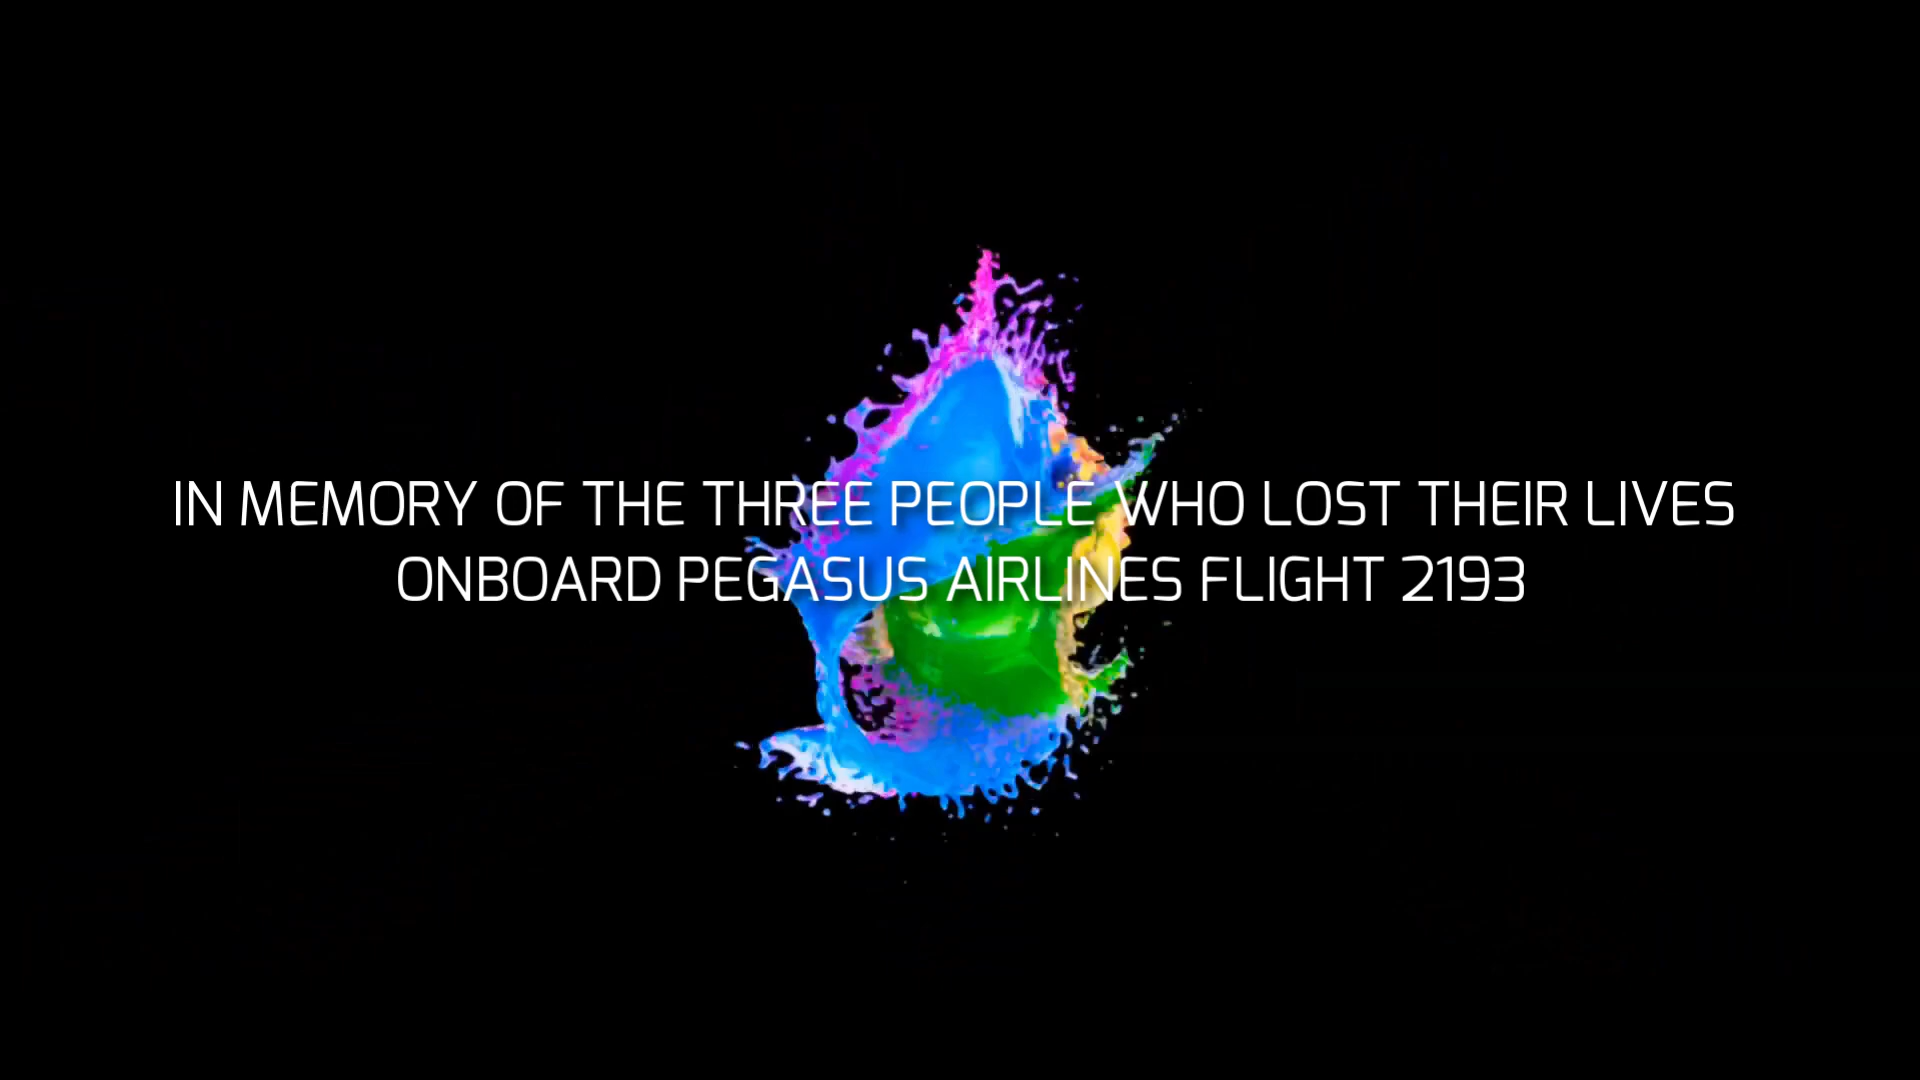 IN MEMORY OF THE THREE PEOPLE WHO LOST THEIR LIVES
ONBOARD PEGASUS AIRLINES FLIGHT 2193